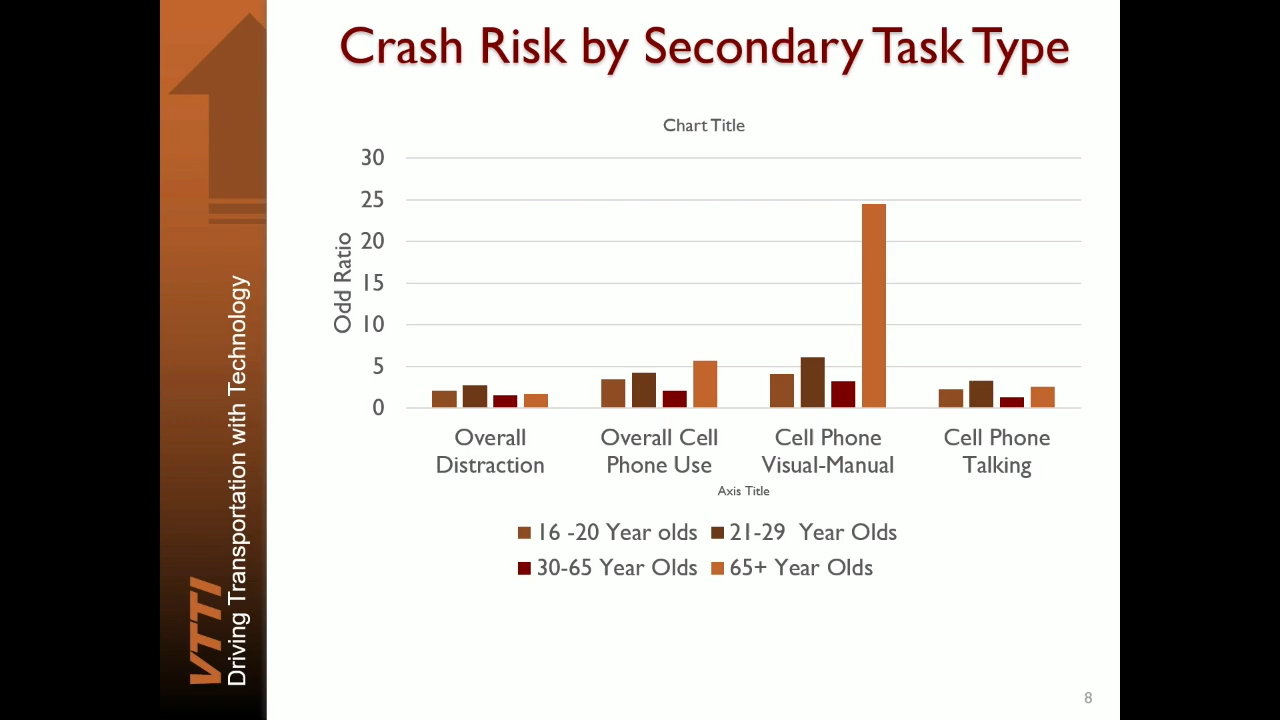 Crash Risk by Secondary Task Type
Chart Title
30
25
20
15
10
5
0
Odd Ratio
Overall
Distraction
Overall Cell
Phone Use
Cell Phone
Visual-Manual
Cell Phone
Talking
Axis Title
16 -20 Year olds
21-29  Year Olds
30-65 Year Olds
65+ Year Olds
VTTI
Driving Transportation with Technology
8